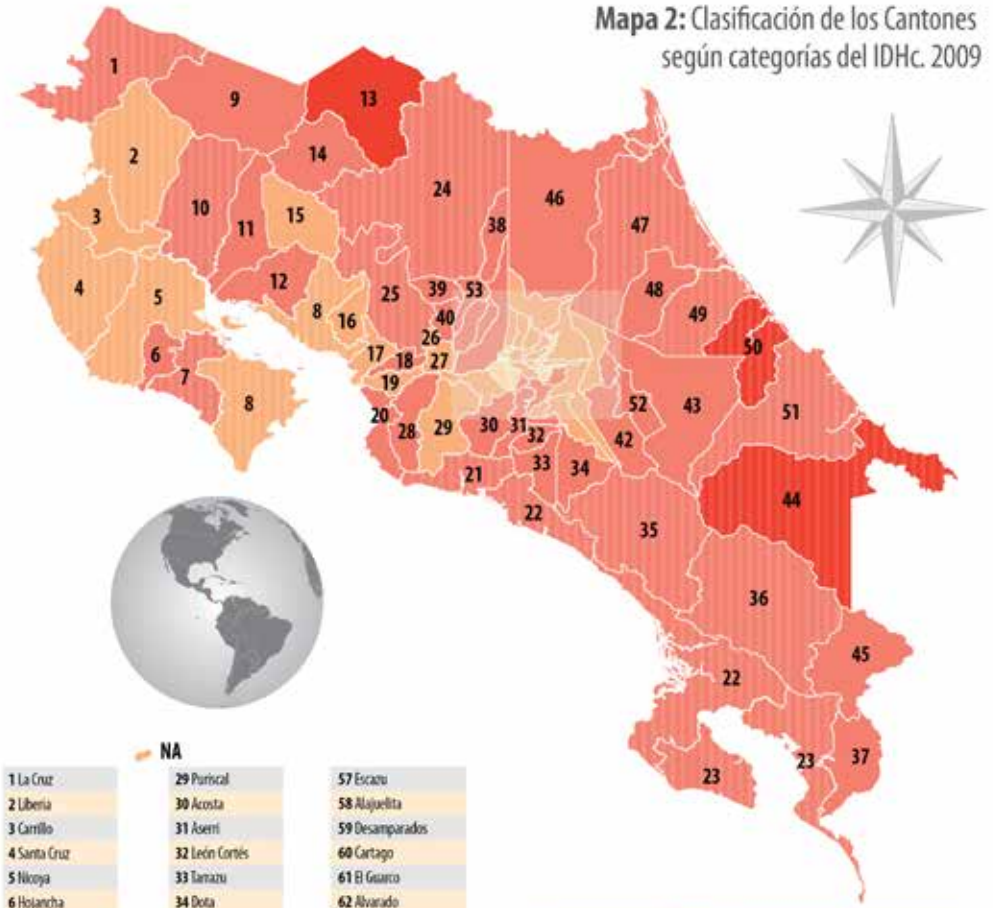 Mapa 2: Clasificación de los Cantones
según categorías del IDHc. 2009
1
9
13
2
14
24
46
47
10
38
3
11
15
4
5
12
8
16
25
39
53
48
49
40
26
50
17
18
27
6
7
19
8
52
43
51
20
28
29
30
31
32
42
21
33
34
44
22
35
36
45
22
23
23
37
NA
1 La Cruz
2 Liberia
3 Carrillo
4 Santa Cruz
5 Nicoya
6 Hojancha
29 Puriscal
30 Acosta
31 Aserri
32 León Cortés
33 Tarrazu
34 Dota
57 Escazu
58 Alajuelita
59 Desamparados
60 Cartago
61 El Guarco
62 Alvarado